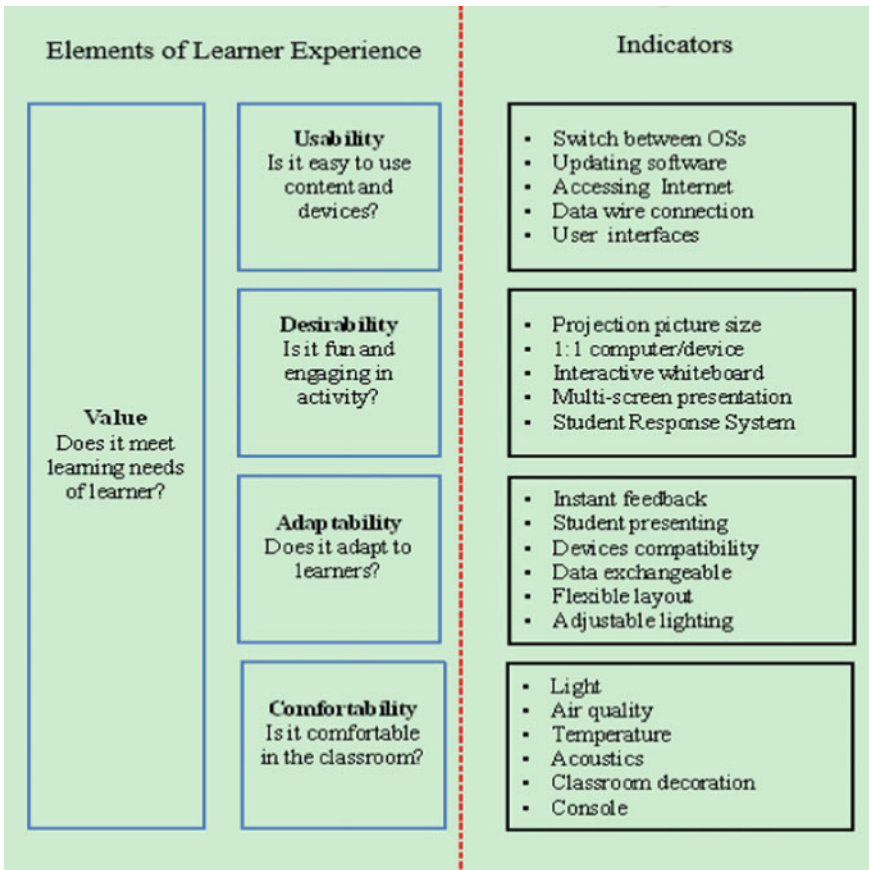 Elements of Learner Experience
Indicators
Value
Does it meet
learning needs
of learner?
Usability
Is it easy to use
content and
devices?
▪ Switch between OSs
▪ Updating software
▪ Accessing Internet
▪ Data wire connection
▪ User interfaces
Desirability
Is it fun and
engaging in
activity?
▪ Projection picture size
▪ 1:1 computer/device
▪ Interactive whiteboard
▪ Multi-screen presentation
▪ Student Response System
Adaptability
Does it adapt to
learners?
▪ Instant feedback
▪ Student presenting
▪ Devices compatibility
▪ Data exchangeable
▪ Flexible layout
▪ Adjustable lighting
Comfortability
Is it comfortable
in the classroom?
▪ Light
▪ Air quality
▪ Temperature
▪ Acoustics
▪ Classroom decoration
▪ Console